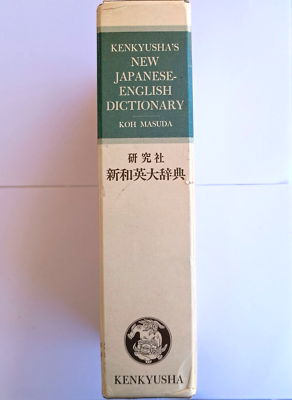 KENKYUSHA'S
NEW
JAPANESE-
ENGLISH
DICTIONARY
KOH MASUDA
研究社
新和英大辞典
KENKYUSHA